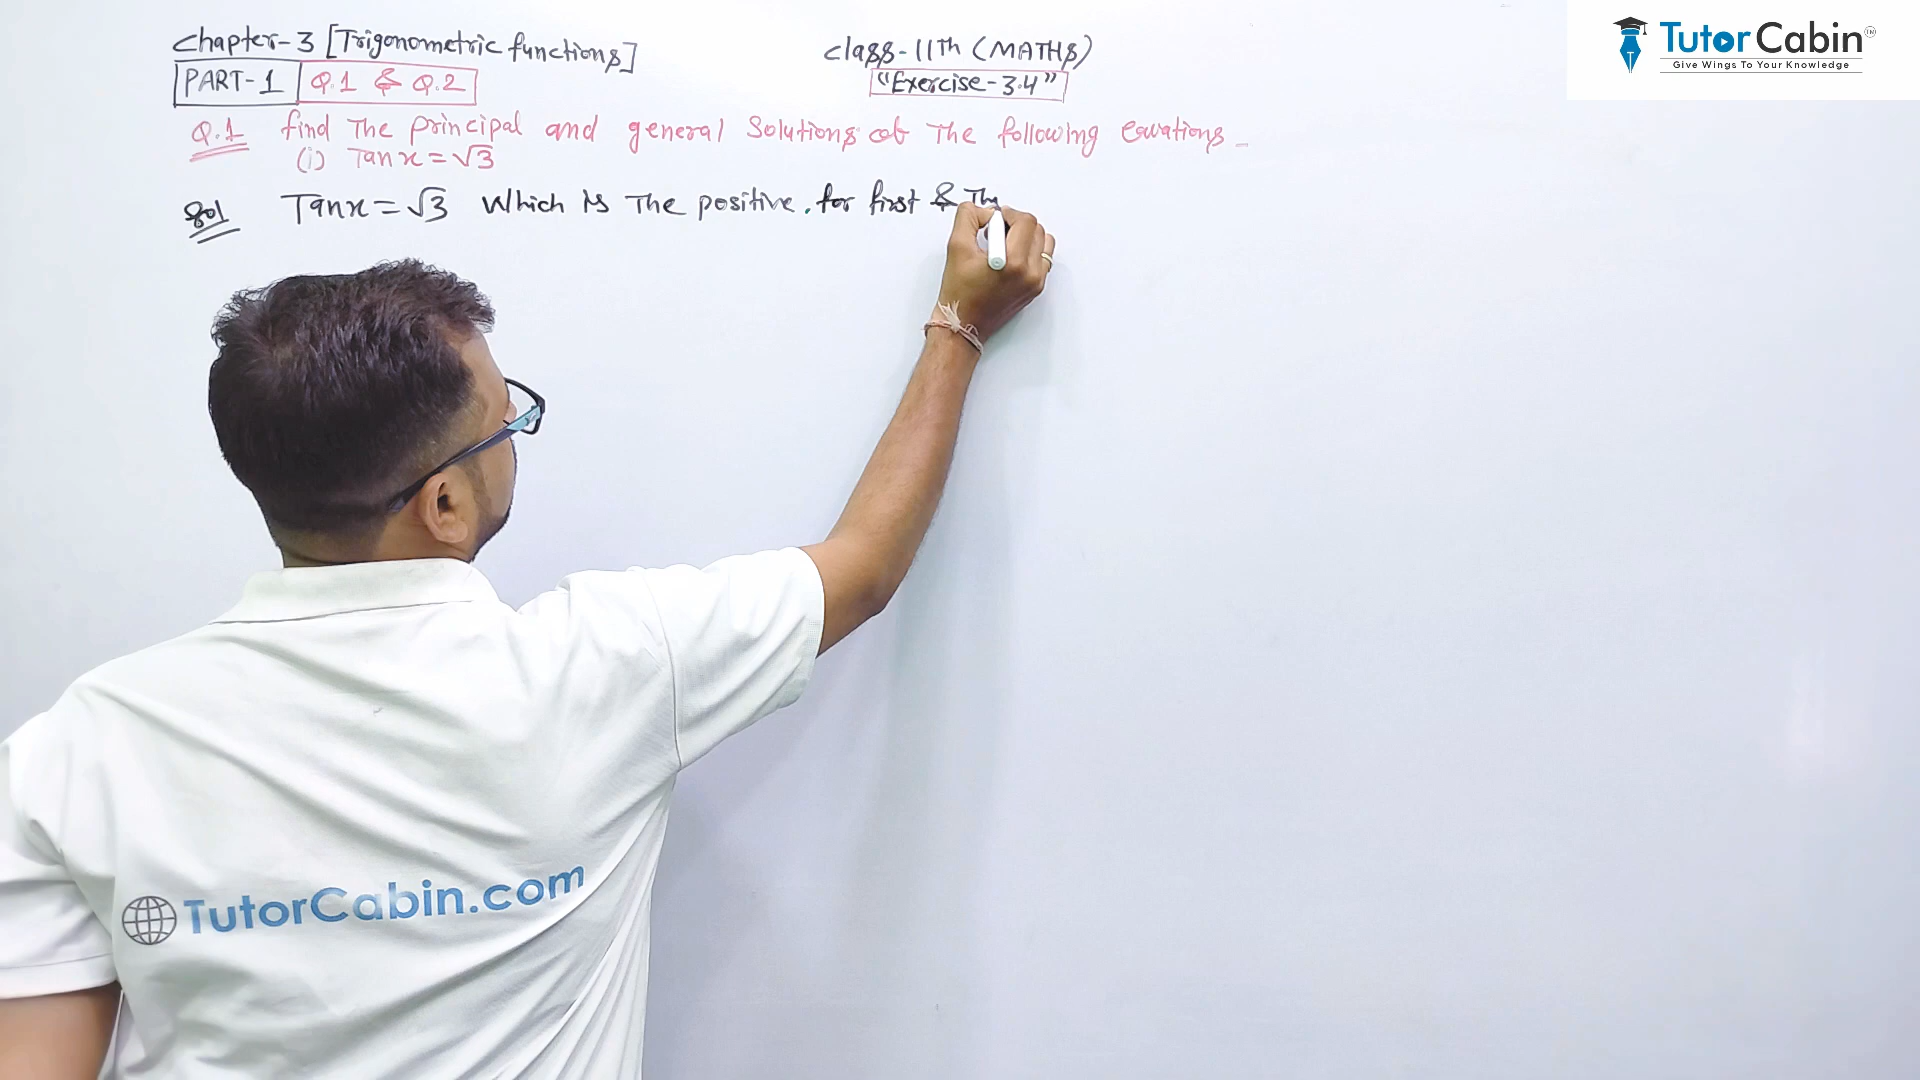 Chapter-3 [Trigonometric functions] Class-11th (MATHS)
PART-1 Q.1 & Q.2 "Exercise-3.4"
Q.1 find The principal and general Solutions of The following equations-
(i) Tan x = √3
Sol Tan x = √3 which is The positive. for first & Th
Tutor Cabin TM
Give Wings To Your Knowledge
TutorCabin.com